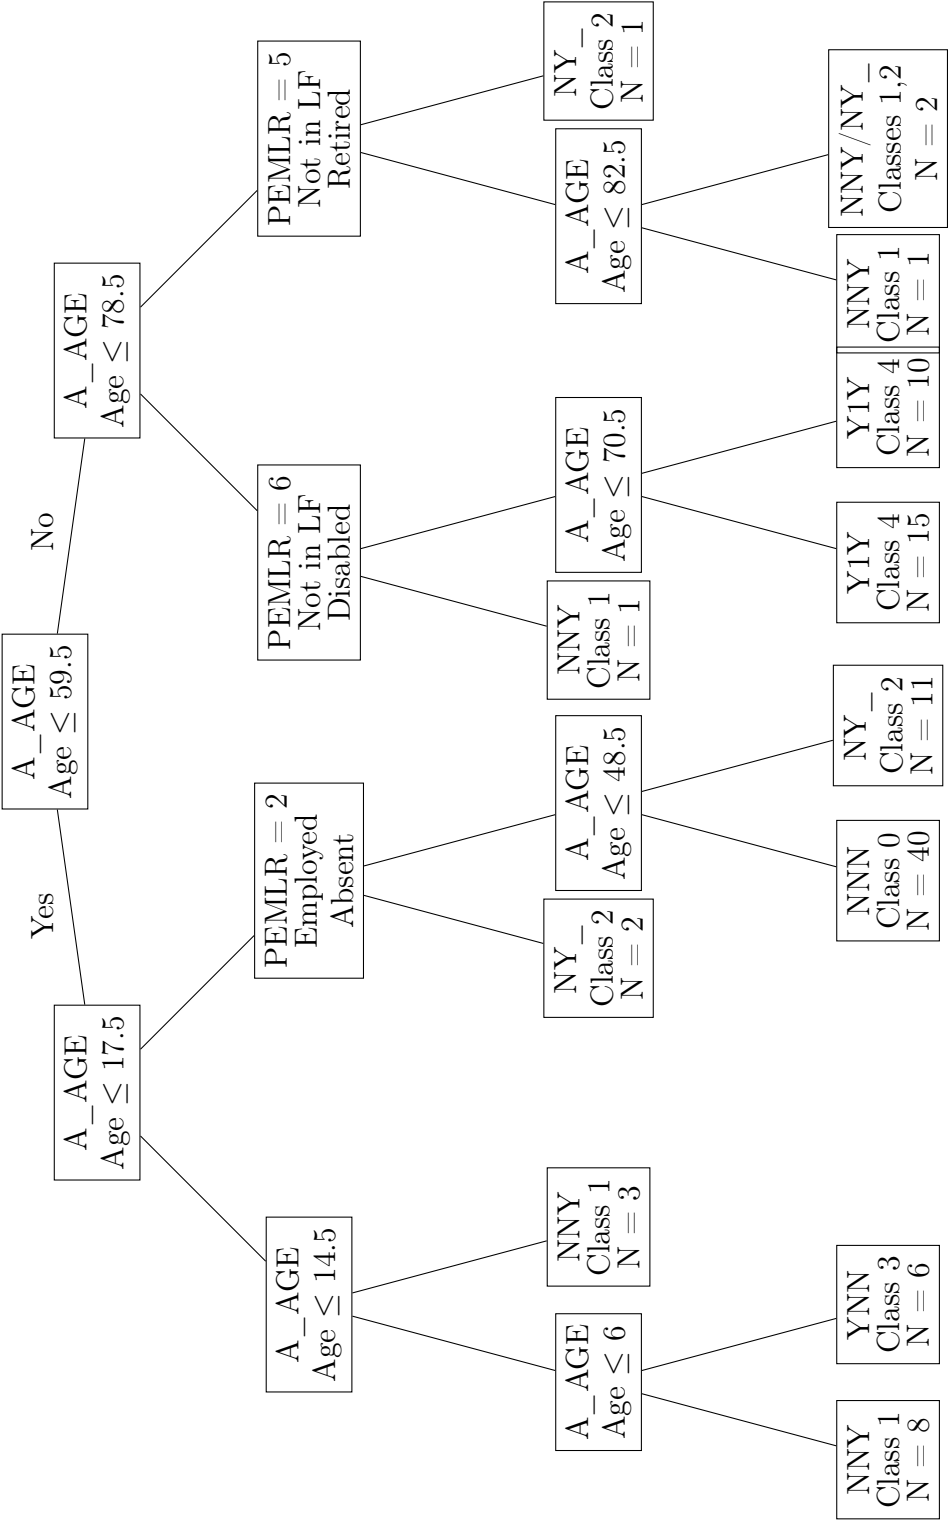 A_AGE
Age ≤ 59.5
Yes
No
A_AGE
Age ≤ 17.5
A_AGE
Age ≤ 78.5
A_AGE
Age ≤ 14.5
PEMLR = 2
Employed
Absent
PEMLR = 6
Not in LF
Disabled
PEMLR = 5
Not in LF
Retired
A_AGE
Age ≤ 6
NNY
Class 1
N = 3
NY_
Class 2
N = 2
A_AGE
Age ≤ 48.5
NNY
Class 1
N = 1
A_AGE
Age ≤ 70.5
A_AGE
Age ≤ 82.5
NY_
Class 2
N = 1
NNY
Class 1
N = 8
YNN
Class 3
N = 6
NNN
Class 0
N = 40
NY_
Class 2
N = 11
Y1Y
Class 4
N = 15
Y1Y
Class 4
N = 10
NNY
Class 1
N = 1
NNY/NY_
Classes 1,2
N = 2